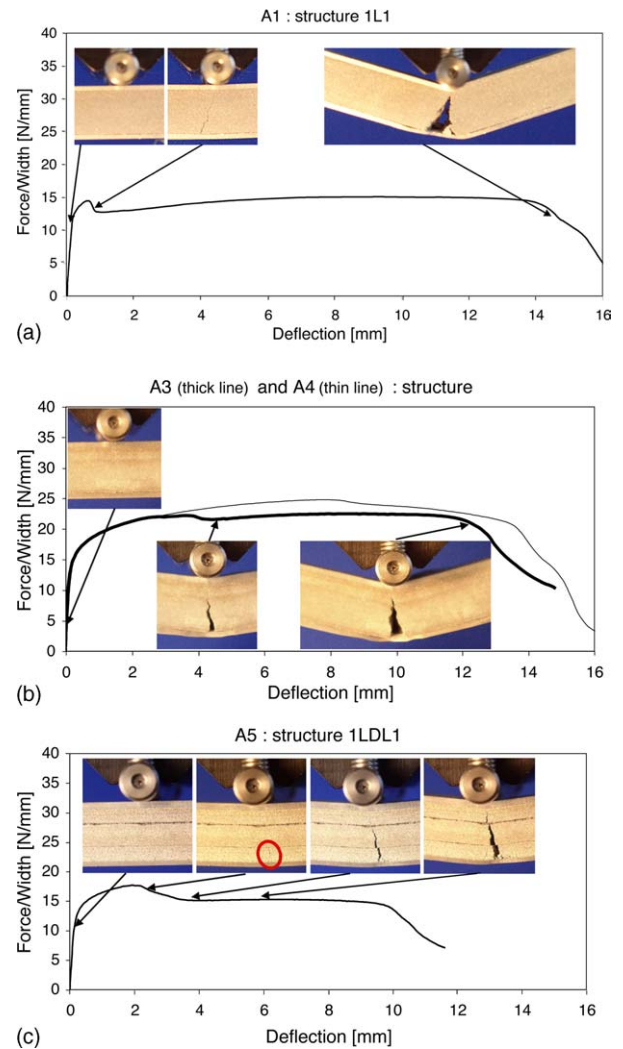 A1 : structure 1L1
Force/Width [N/mm]
40
35
30
25
20
15
10
5
0
0 2 4 6 8 10 12 14 16
Deflection [mm]
(a)
A3 (thick line) and A4 (thin line) : structure
Force/Width [N/mm]
40
35
30
25
20
15
10
5
0
0 2 4 6 8 10 12 14 16
Deflection [mm]
(b)
A5 : structure 1LDL1
Force/Width [N/mm]
40
35
30
25
20
15
10
5
0
0 2 4 6 8 10 12 14 16
Deflection [mm]
(c)